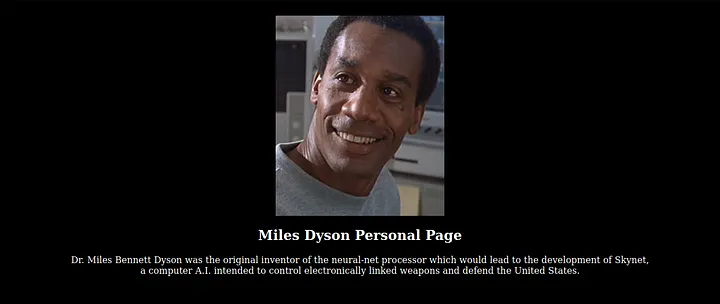 Miles Dyson Personal Page
Dr. Miles Bennett Dyson was the original inventor of the neural-net processor which would lead to the development of Skynet,
a computer A.I. intended to control electronically linked weapons and defend the United States.